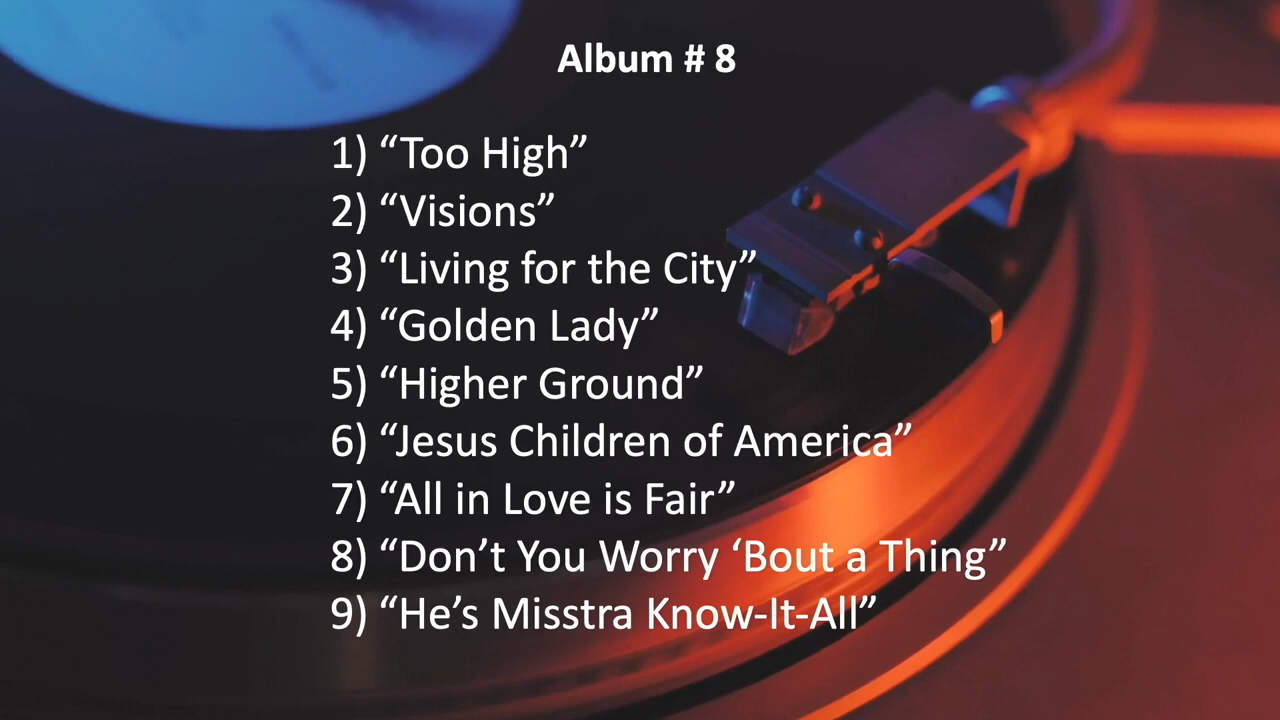 Album # 8
1) “Too High”
2) “Visions”
3) “Living for the City”
4) “Golden Lady”
5) “Higher Ground”
6) “Jesus Children of America”
7) “All in Love is Fair”
8) “Don’t You Worry ‘Bout a Thing”
9) “He’s Misstra Know-It-All”